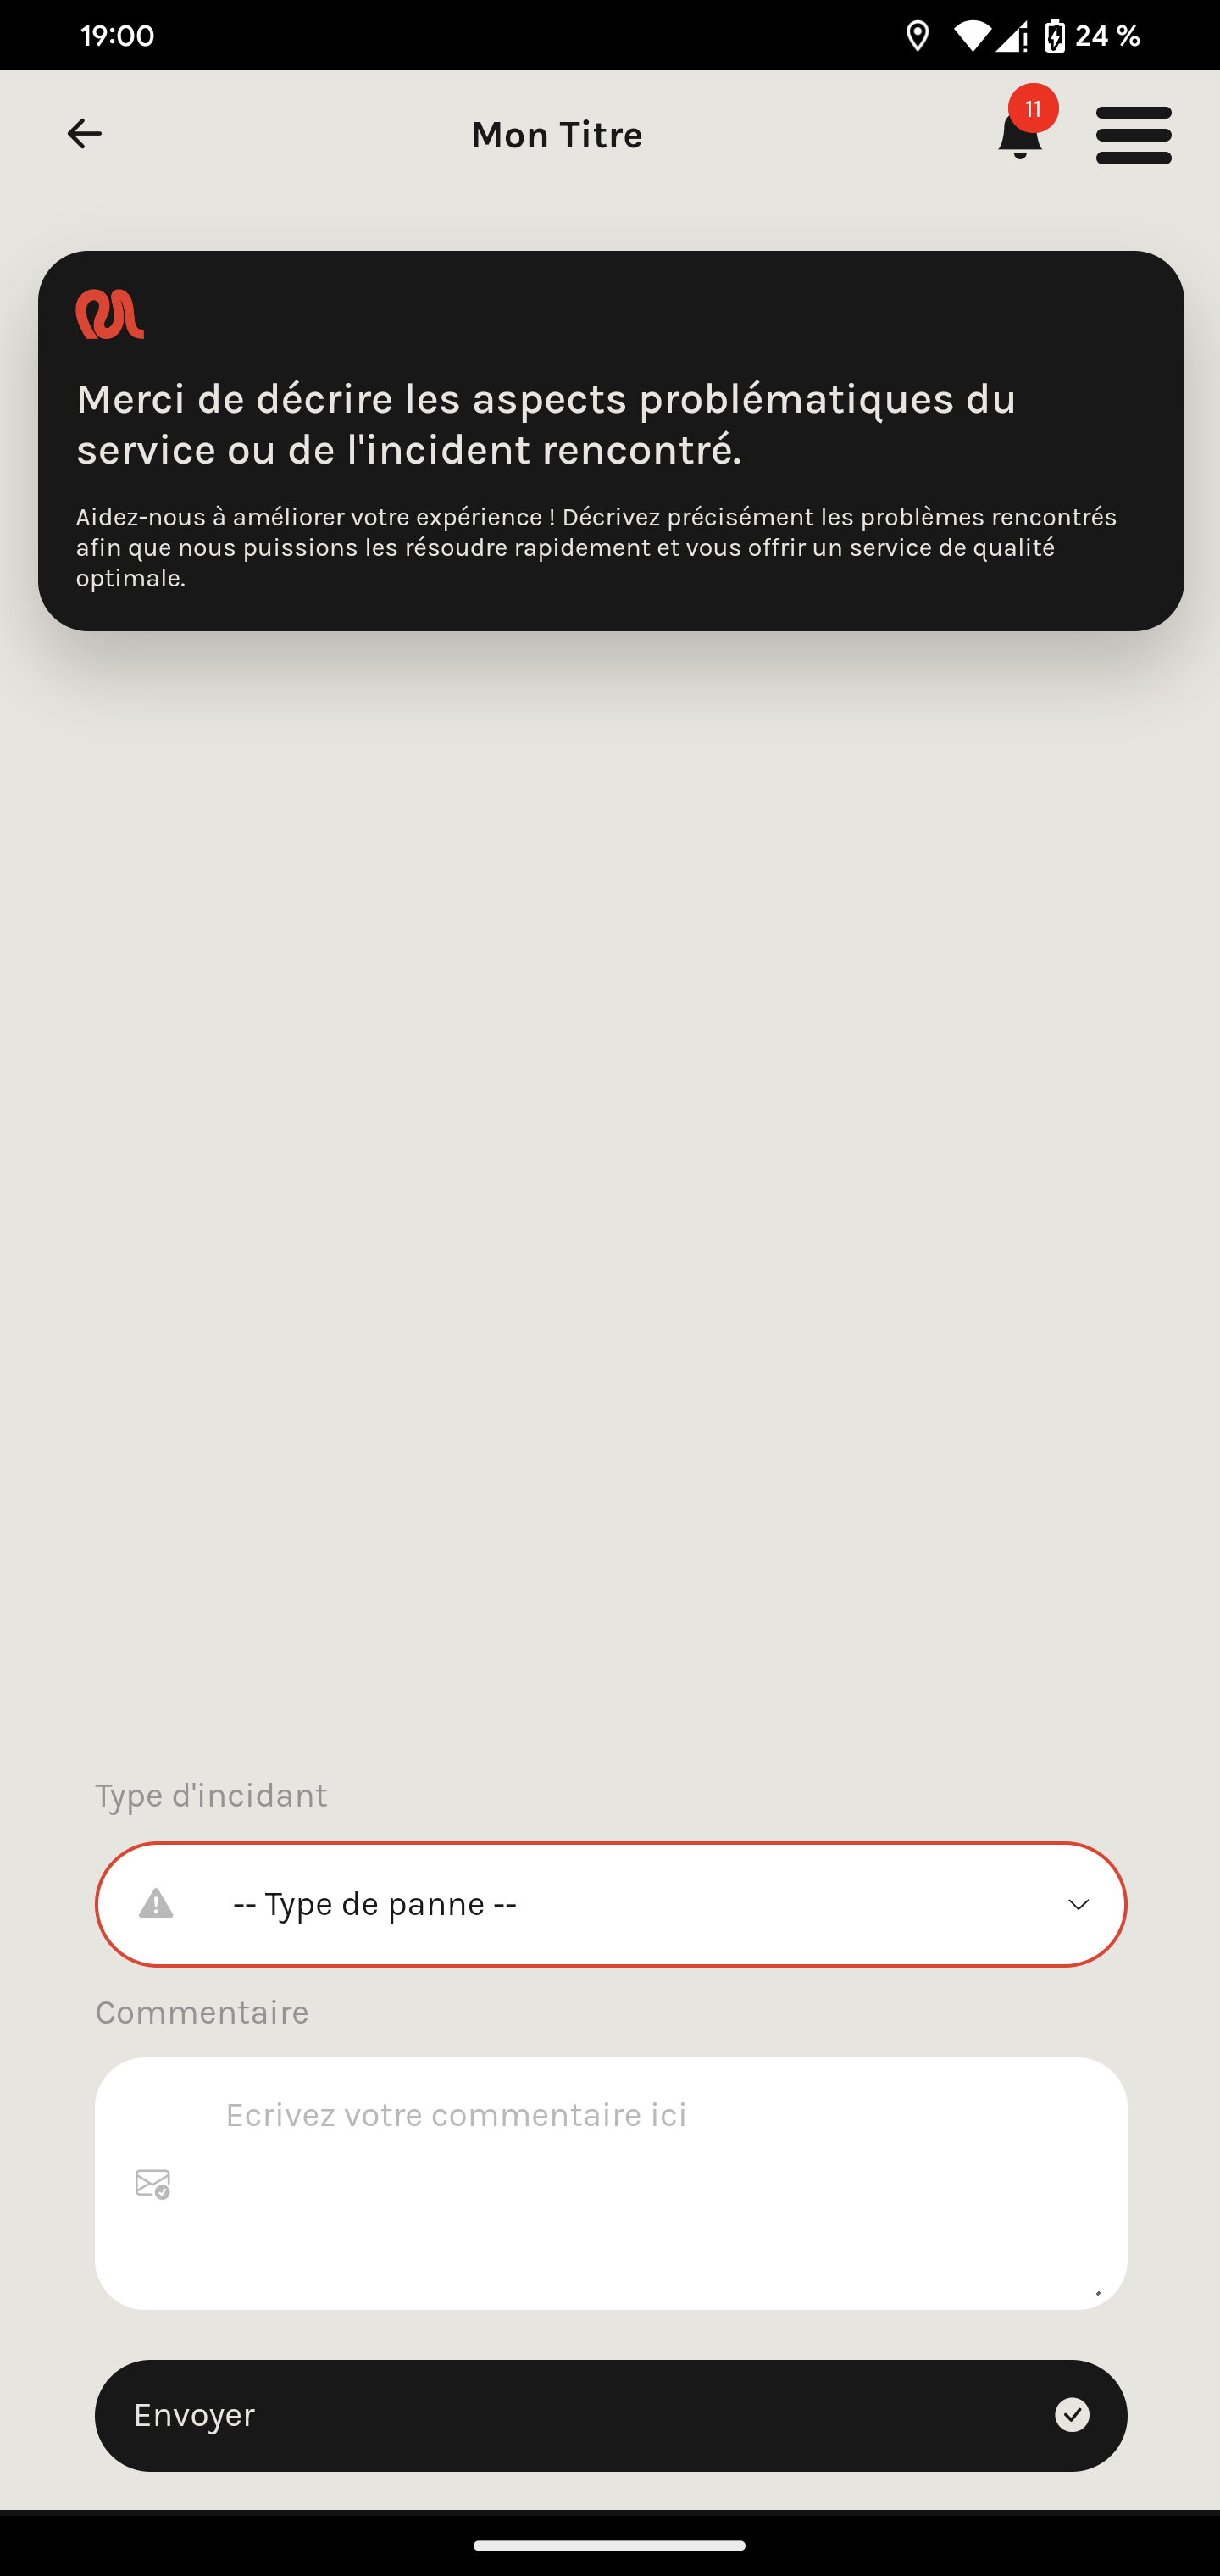 19:00
24 %
11
Mon Titre
Merci de décrire les aspects problématiques du
service ou de l'incident rencontré.
Aidez-nous à améliorer votre expérience ! Décrivez précisément les problèmes rencontrés
afin que nous puissions les résoudre rapidement et vous offrir un service de qualité
optimale.
Type d'incidant
-- Type de panne --
Commentaire
Ecrivez votre commentaire ici
Envoyer